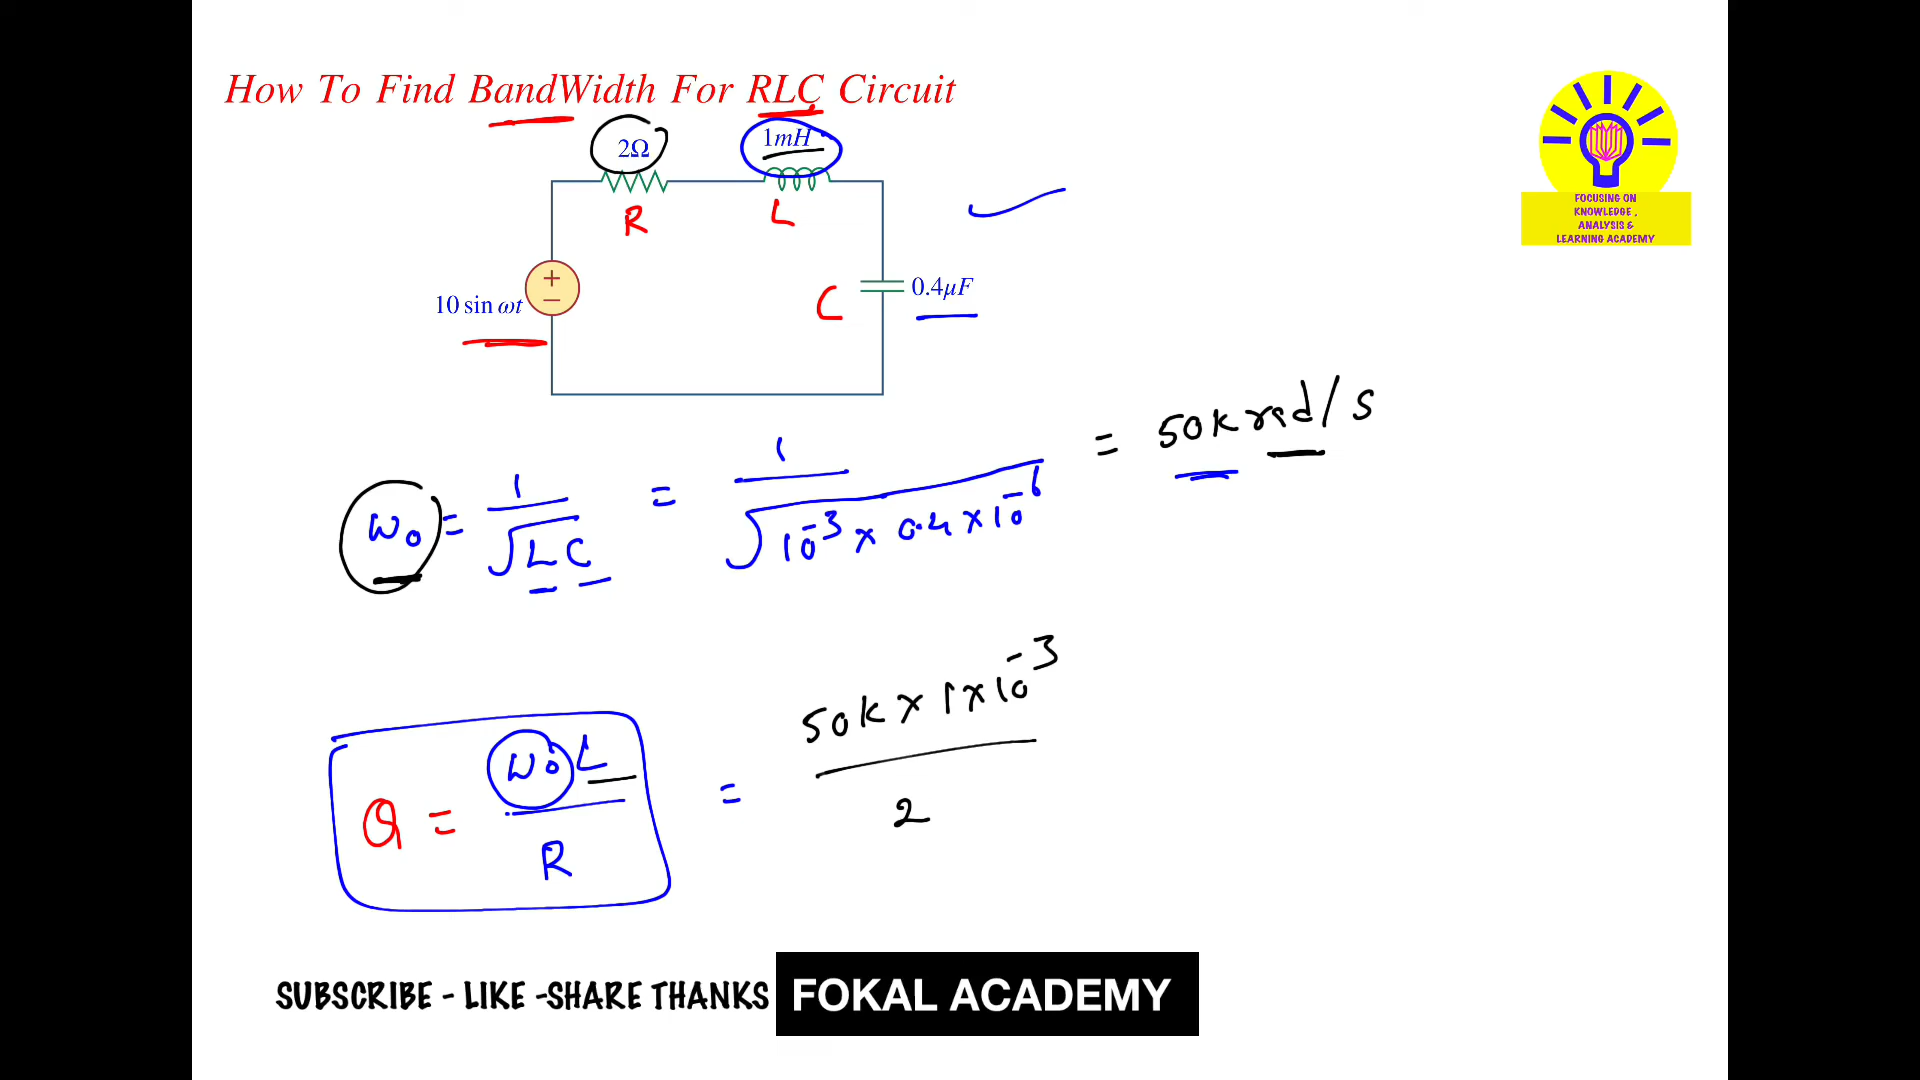 How To Find BandWidth For RLC Circuit
FOCUSING ON
KNOWLEDGE ,
ANALYSIS &
LEARNING ACADEMY
2Ω
1mH
R
L
10 sin ωt
+
−
C
0.4μF
ω₀ = 1/√LC = 1/√10⁻³ × 0.4 × 10⁻⁶ = 50k rad/s
Q = ω₀L/R = 50k × 1 × 10⁻³/2
SUBSCRIBE - LIKE -SHARE THANKS
FOKAL ACADEMY